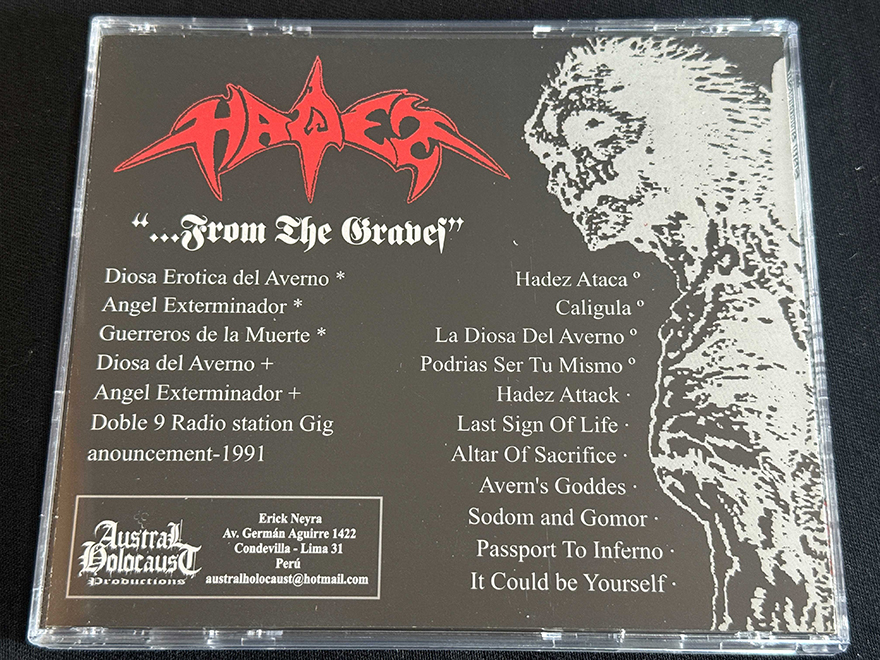 HADEZ
“...From The Graves”
Diosa Erotica del Averno *
Angel Exterminador *
Guerreros de la Muerte *
Diosa del Averno +
Angel Exterminador +
Doble 9 Radio station Gig
anouncement-1991
Hadez Ataca º
Caligula º
La Diosa Del Averno º
Podrias Ser Tu Mismo º
Hadez Attack ·
Last Sign Of Life ·
Altar Of Sacrifice ·
Avern's Goddes ·
Sodom and Gomor ·
Passport To Inferno ·
It Could be Yourself ·
Austral
Holocaust
Productions
Erick Neyra
Av. Germán Aguirre 1422
Condevilla - Lima 31
Perú
australholocaust@hotmail.com